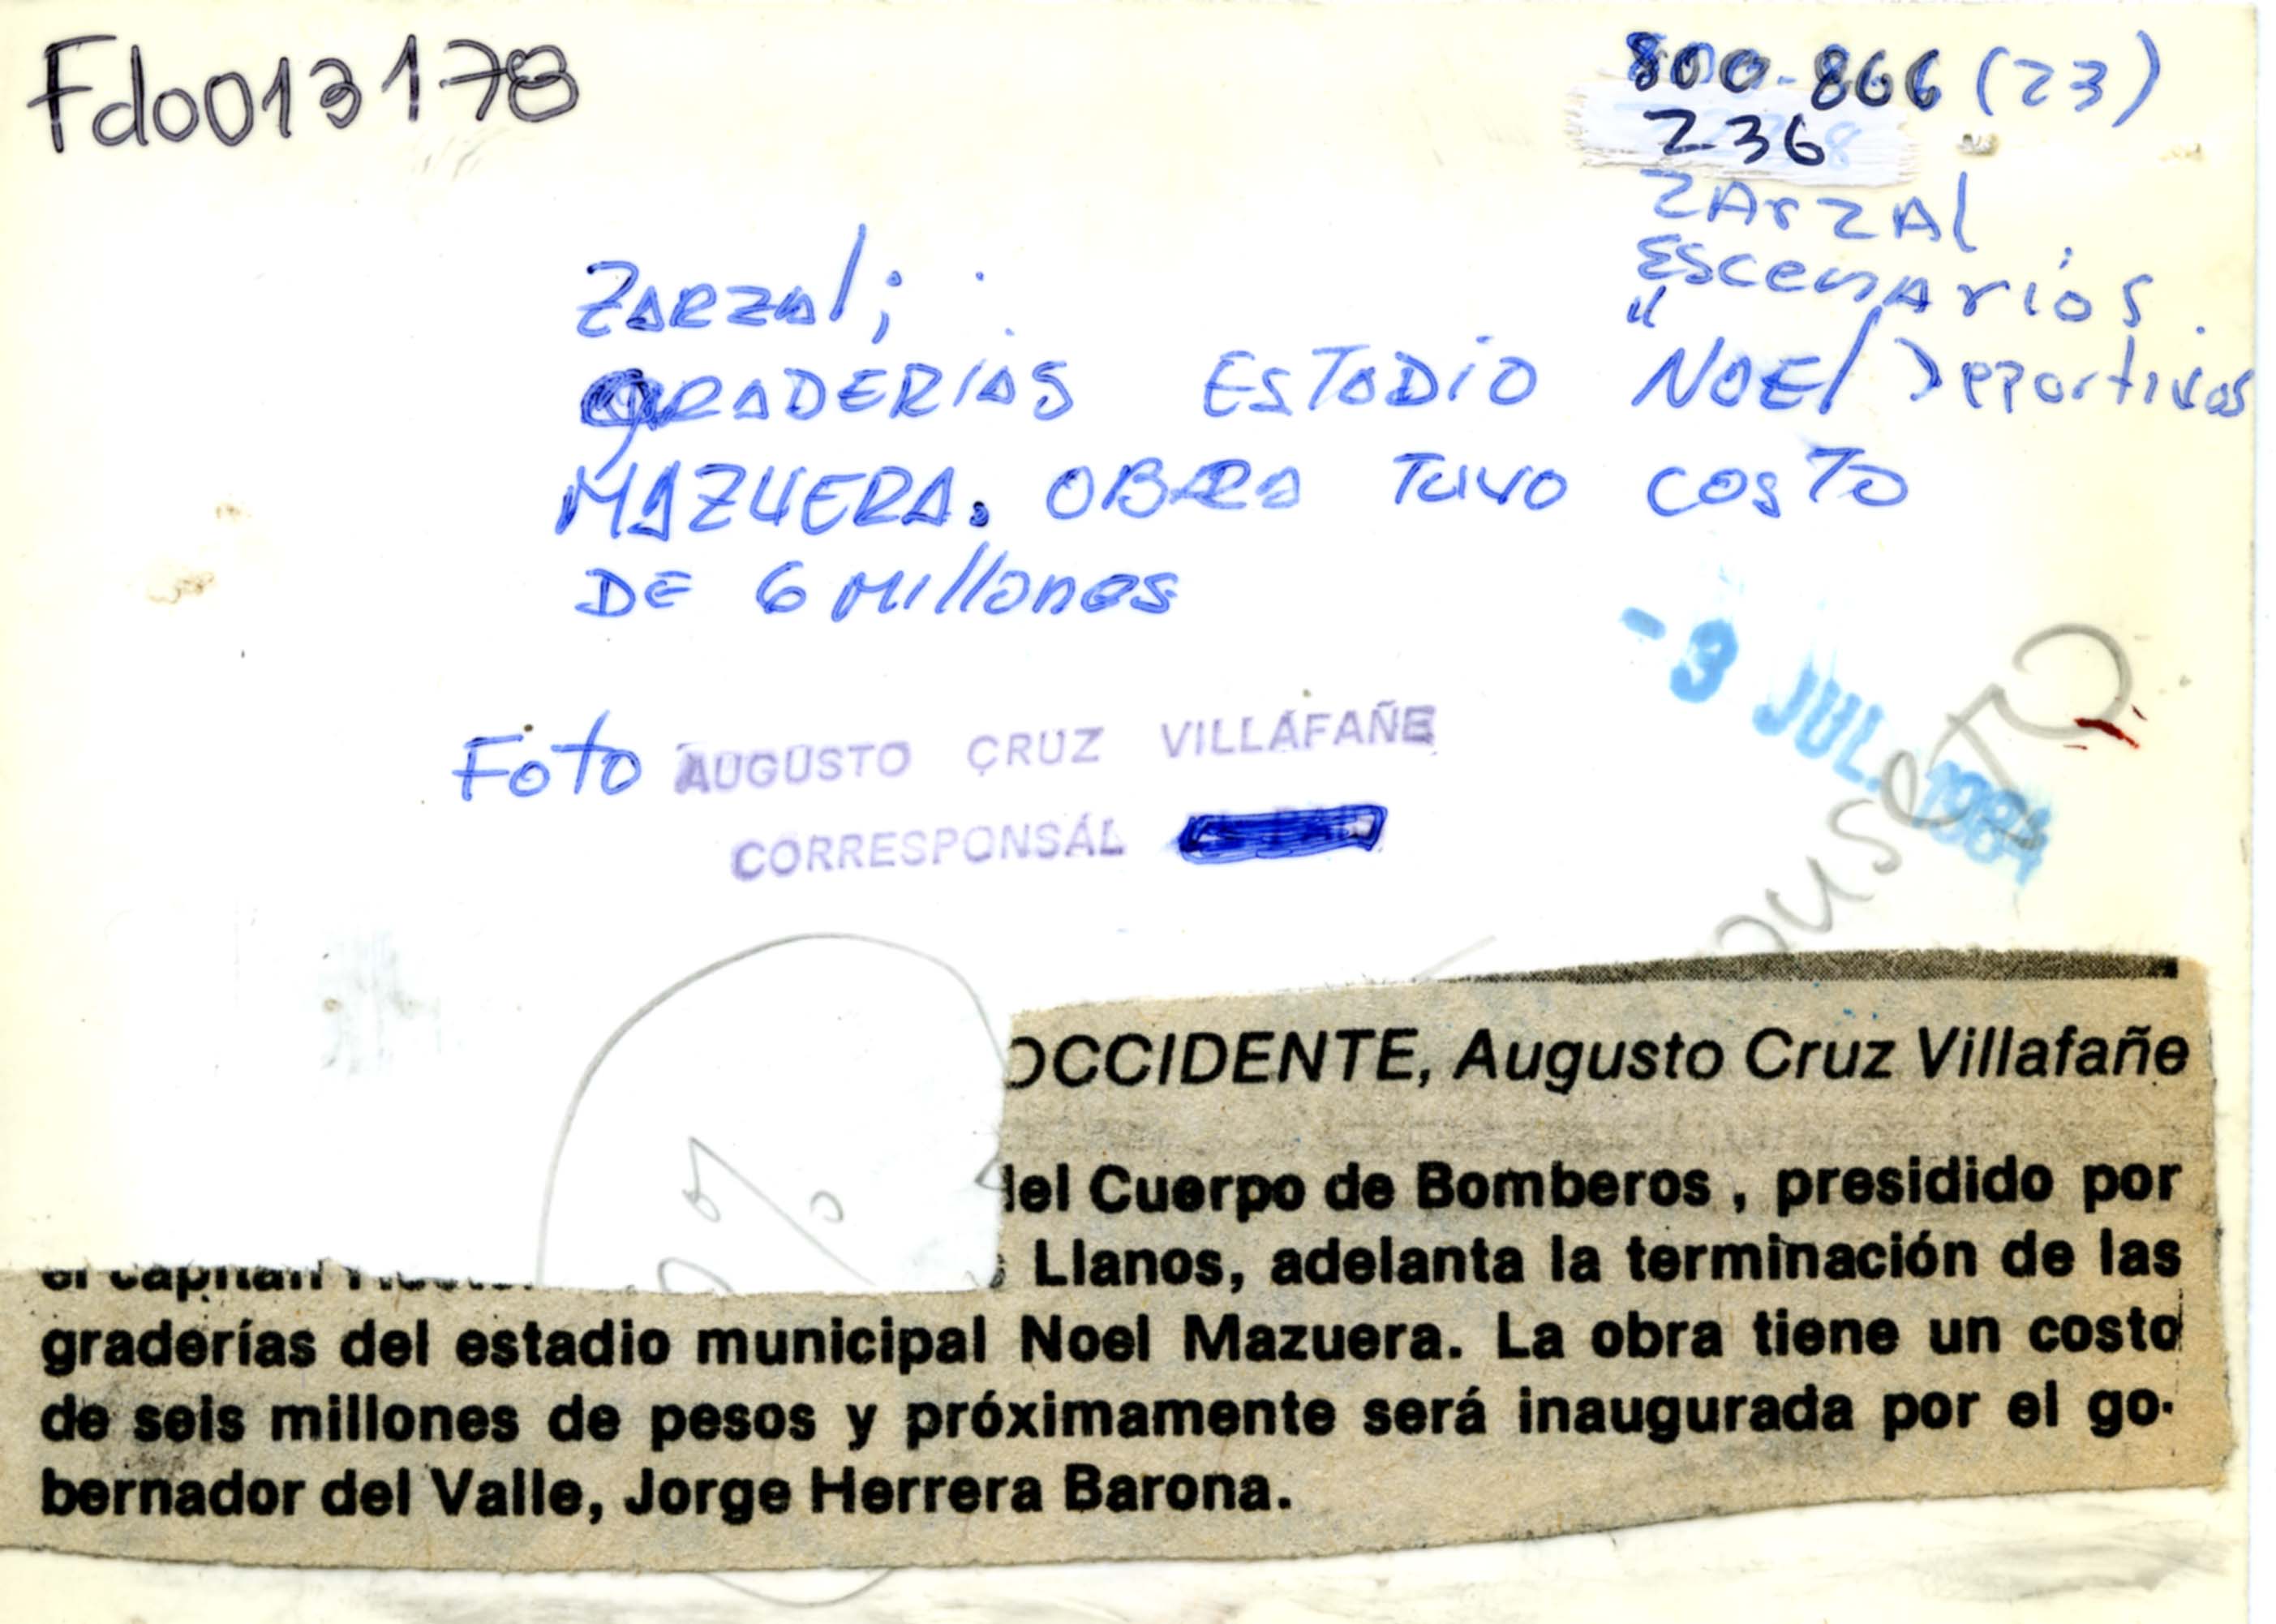 Fdo013178
800-866 (23)
236
Zarzal
Escenarios
Deportivos
Zarzal;
GRADERIAS ESTADIO "NOEl
MAZUERA. OBRA TUVO COSTO
DE 6 Millones
- 3 JUL. 1984
Foto AUGUSTO CRUZ VILLAFAÑE
CORRESPONSAL
OCCIDENTE, Augusto Cruz Villafañe
del Cuerpo de Bomberos, presidido por
el capitán Llanos, adelanta la terminación de las
graderías del estadio municipal Noel Mazuera. La obra tiene un costo
de seis millones de pesos y próximamente será inaugurada por el go-
bernador del Valle, Jorge Herrera Barona.